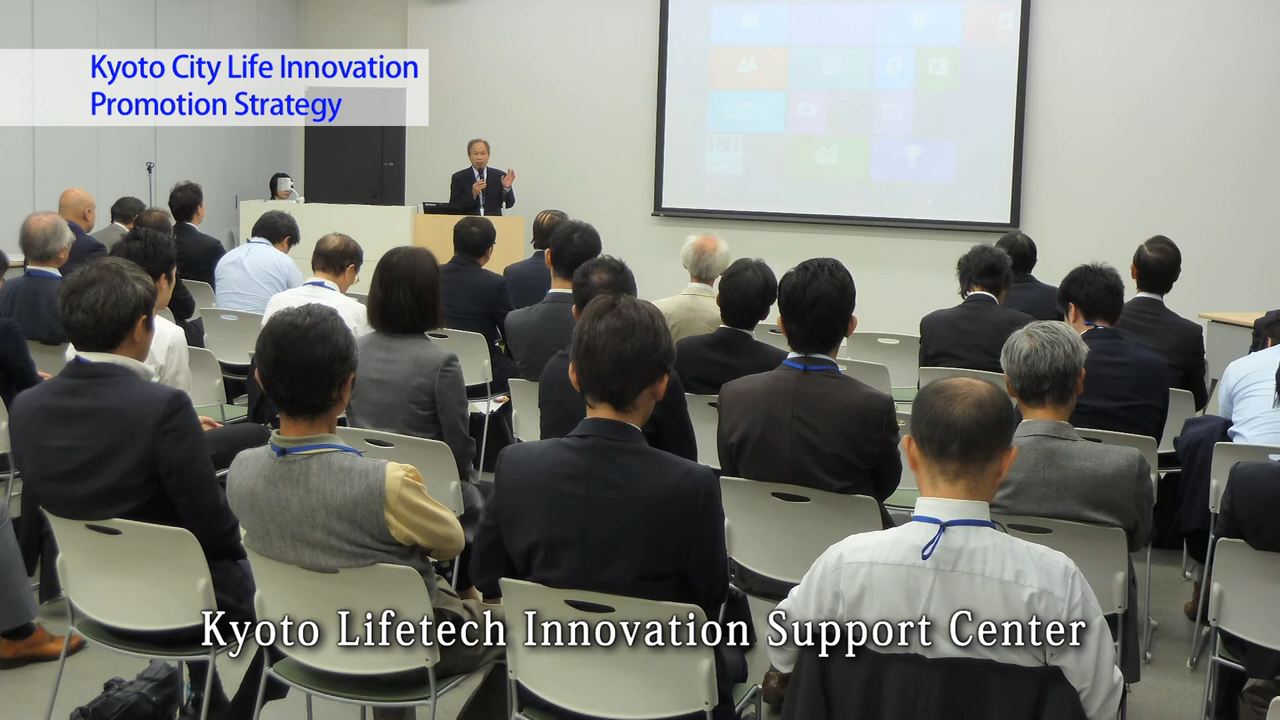 Kyoto City Life Innovation
Promotion Strategy
Kyoto Lifetech Innovation Support Center